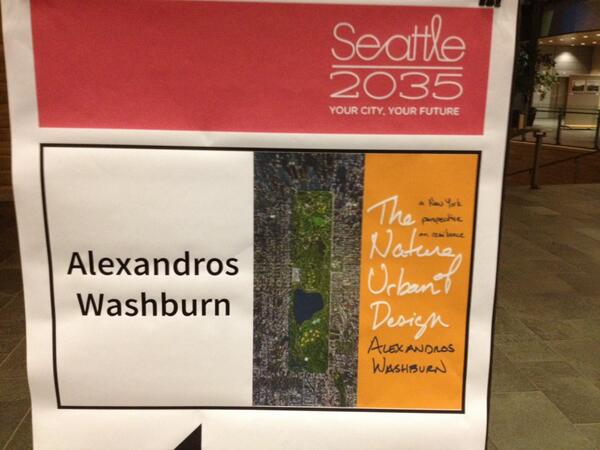 Seattle
2035
YOUR CITY, YOUR FUTURE
Alexandros
Washburn
The
Nature
of
Urban
Design
a New York
perspective
on resilience
ALEXANDROS
WASHBURN